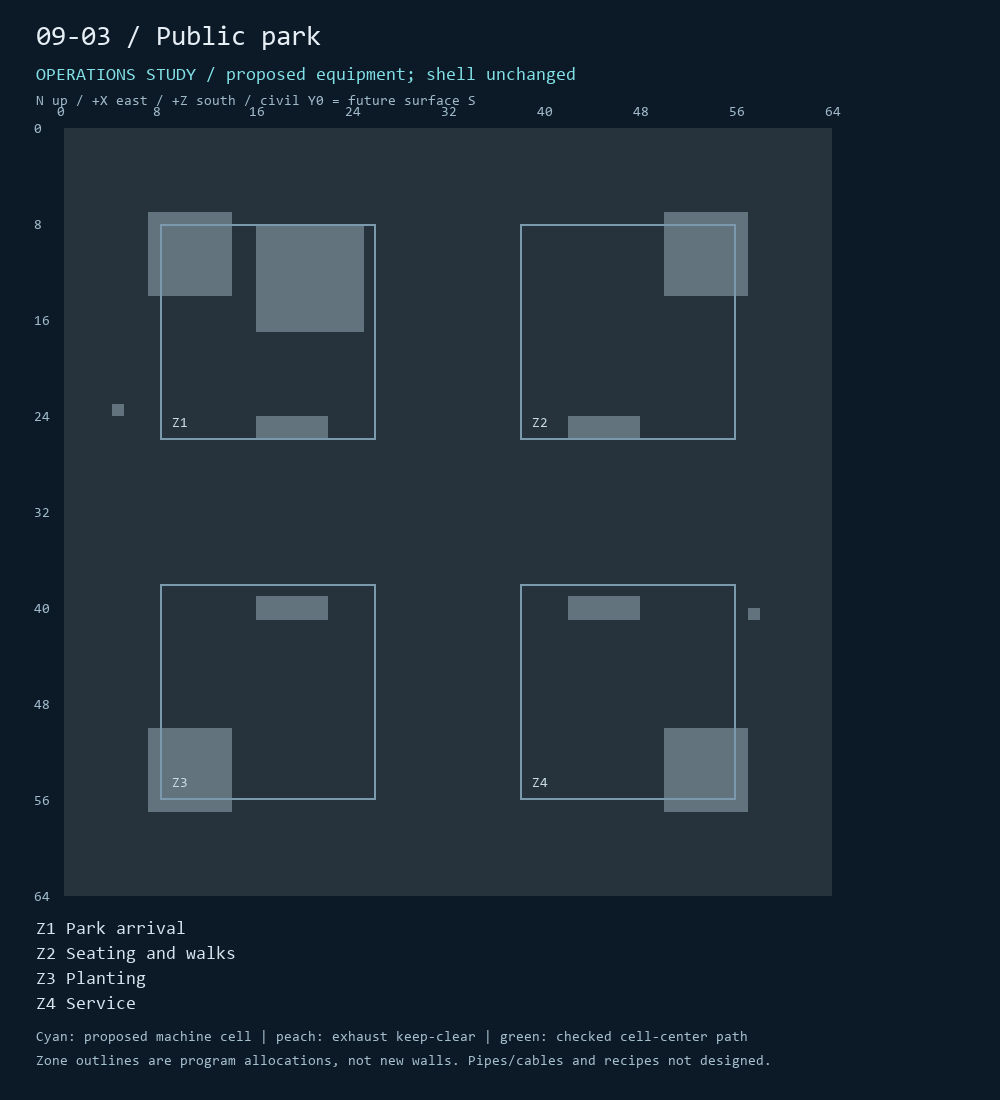 09-03 / Public park
OPERATIONS STUDY / proposed equipment; shell unchanged
N up / +X east / +Z south / civil Y0 = future surface S
0 8 16 24 32 40 48 56 64
0
8
16
24
Z1 Z2
32
40
48
Z3 Z4
56
64
Z1 Park arrival
Z2 Seating and walks
Z3 Planting
Z4 Service
Cyan: proposed machine cell | peach: exhaust keep-clear | green: checked cell-center path
Zone outlines are program allocations, not new walls. Pipes/cables and recipes not designed.